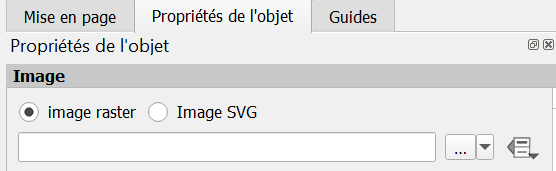 Mise en page Propriétés de l'objet Guides
Propriétés de l'objet
Image
image raster Image SVG
...